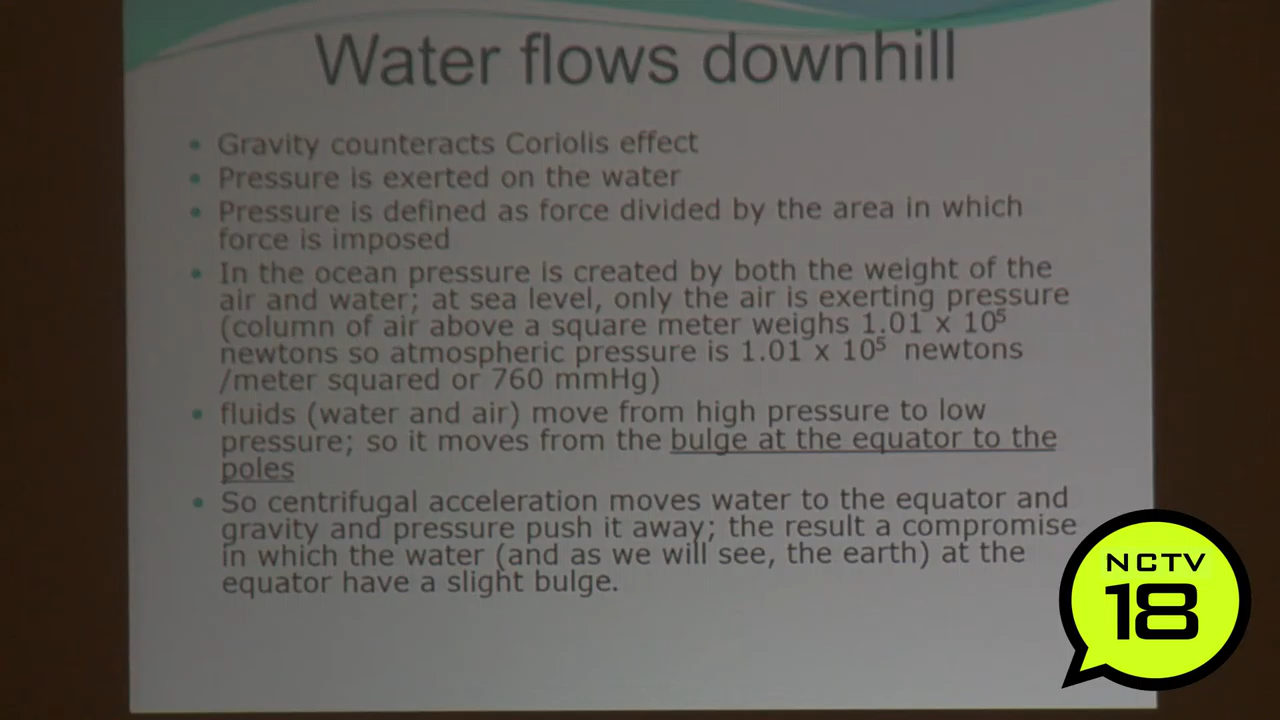 Water flows downhill
• Gravity counteracts Coriolis effect
• Pressure is exerted on the water
• Pressure is defined as force divided by the area in which
force is imposed
• In the ocean pressure is created by both the weight of the
air and water; at sea level, only the air is exerting pressure
(column of air above a square meter weighs 1.01 x 10⁵
newtons so atmospheric pressure is 1.01 x 10⁵ newtons
/meter squared or 760 mmHg)
• fluids (water and air) move from high pressure to low
pressure; so it moves from the bulge at the equator to the
poles
• So centrifugal acceleration moves water to the equator and
gravity and pressure push it away; the result a compromise
in which the water (and as we will see, the earth) at the
equator have a slight bulge.
NCTV
18